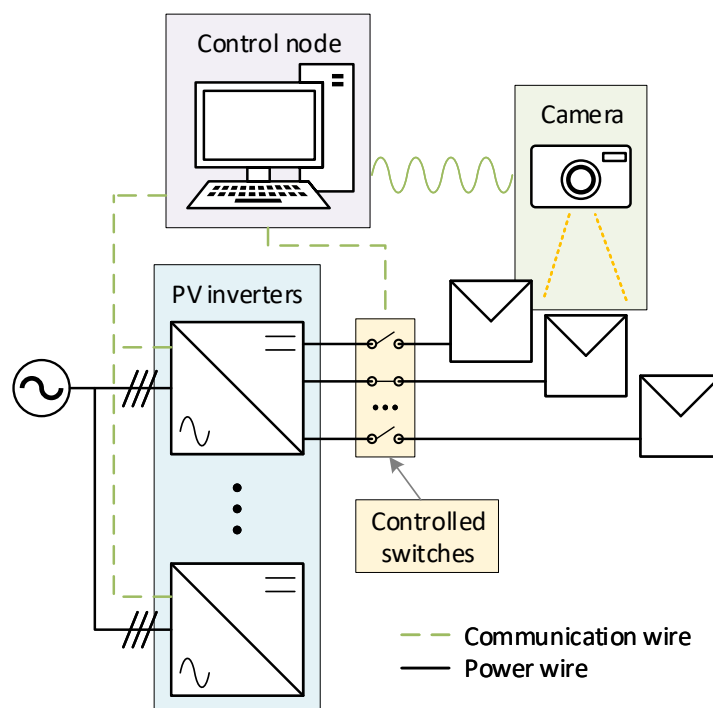 Control node
Camera
PV inverters
Controlled
switches
Communication wire
Power wire